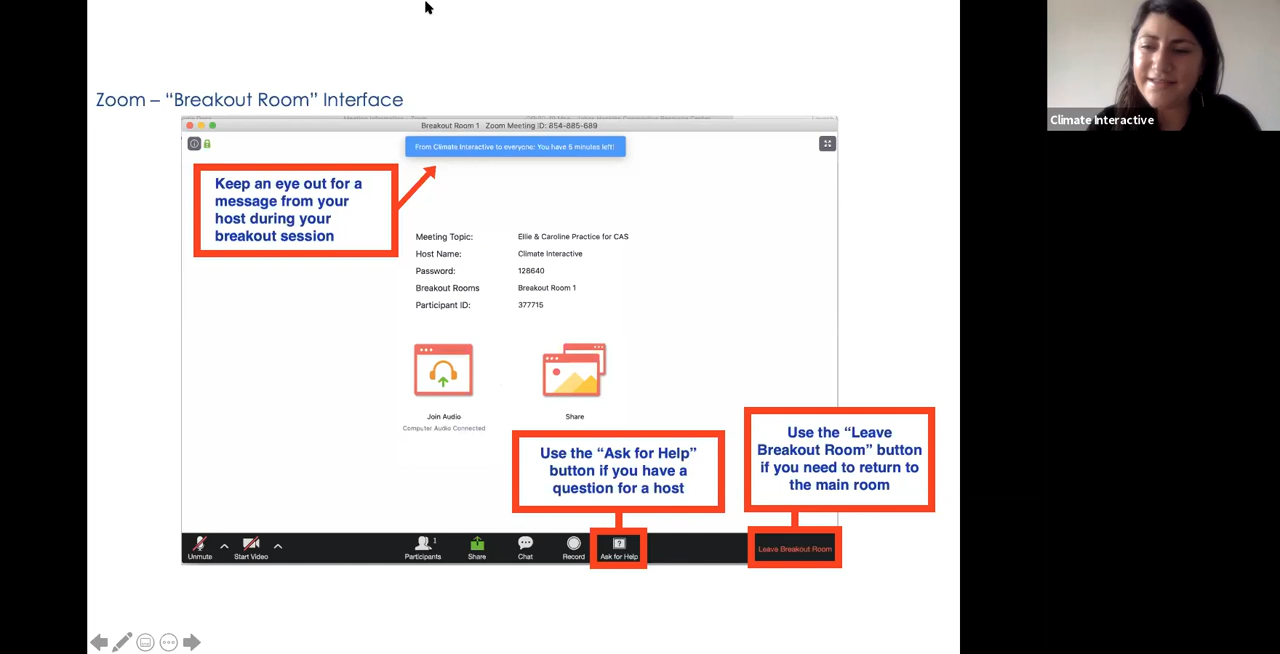 Climate Interactive
Zoom – “Breakout Room” Interface
Breakout Room 1 Zoom Meeting ID: 854-885-689
From Climate Interactive to everyone: You have 5 minutes left!
Keep an eye out for a
message from your
host during your
breakout session
Meeting Topic: Ellie & Caroline Practice for CAS
Host Name: Climate Interactive
Password: 128640
Breakout Rooms Breakout Room 1
Participant ID: 377715
Join Audio
Computer Audio Connected
Share
Use the “Ask for Help”
button if you have a
question for a host
Use the “Leave
Breakout Room” button
if you need to return to
the main room
Unmute
Start Video
1
Participants
Share
Chat
Record
Ask for Help
Leave Breakout Room